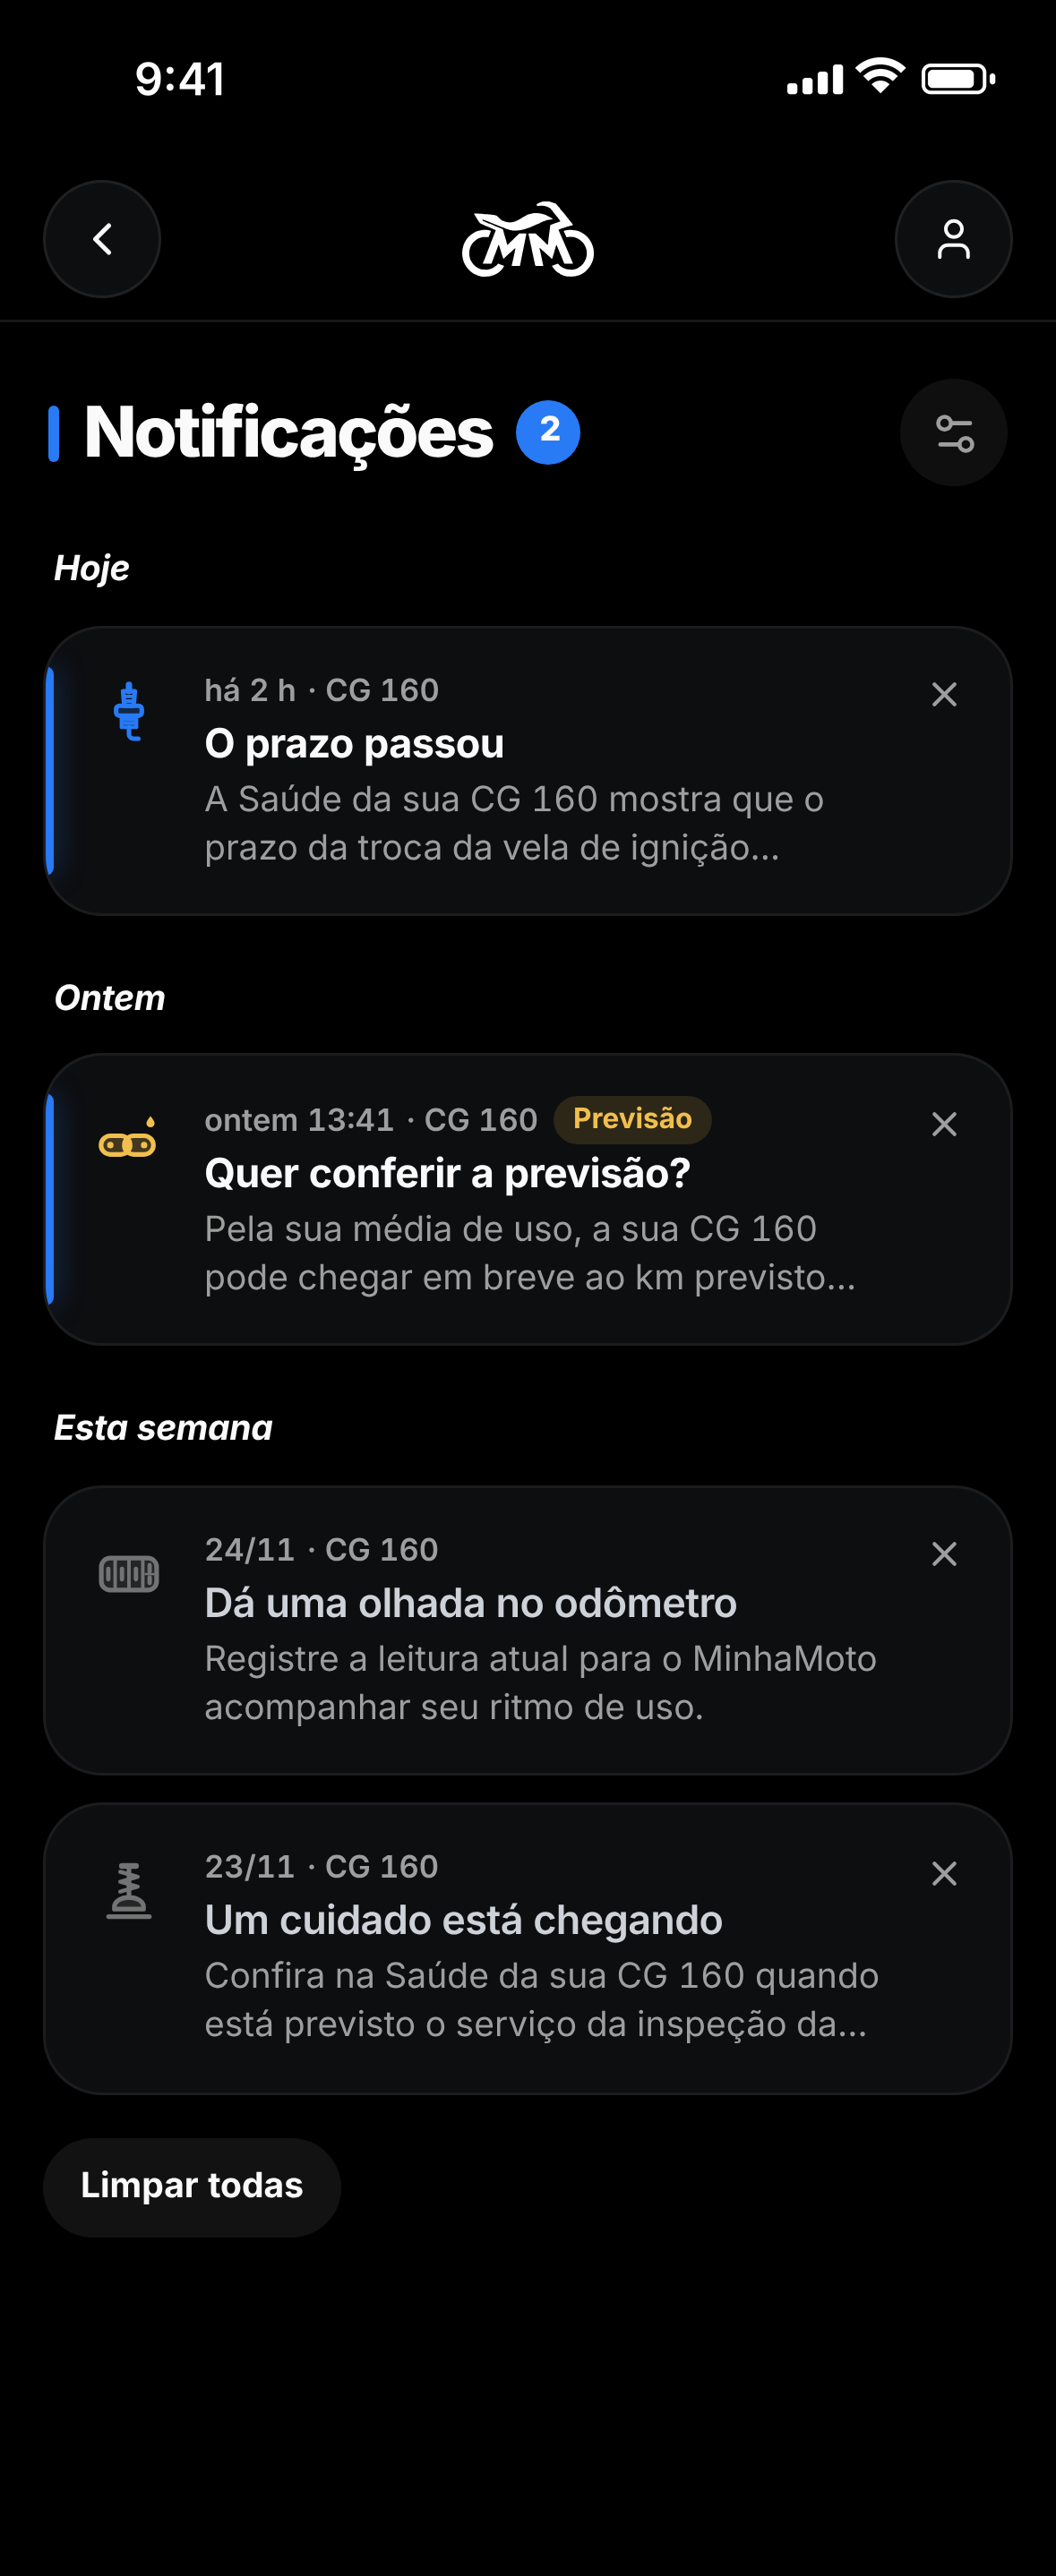 9:41
MM
Notificações 2
Hoje
há 2 h · CG 160
O prazo passou
A Saúde da sua CG 160 mostra que o
prazo da troca da vela de ignição...
Ontem
ontem 13:41 · CG 160 Previsão
Quer conferir a previsão?
Pela sua média de uso, a sua CG 160
pode chegar em breve ao km previsto...
Esta semana
24/11 · CG 160
Dá uma olhada no odômetro
Registre a leitura atual para o MinhaMoto
acompanhar seu ritmo de uso.
23/11 · CG 160
Um cuidado está chegando
Confira na Saúde da sua CG 160 quando
está previsto o serviço da inspeção da...
Limpar todas